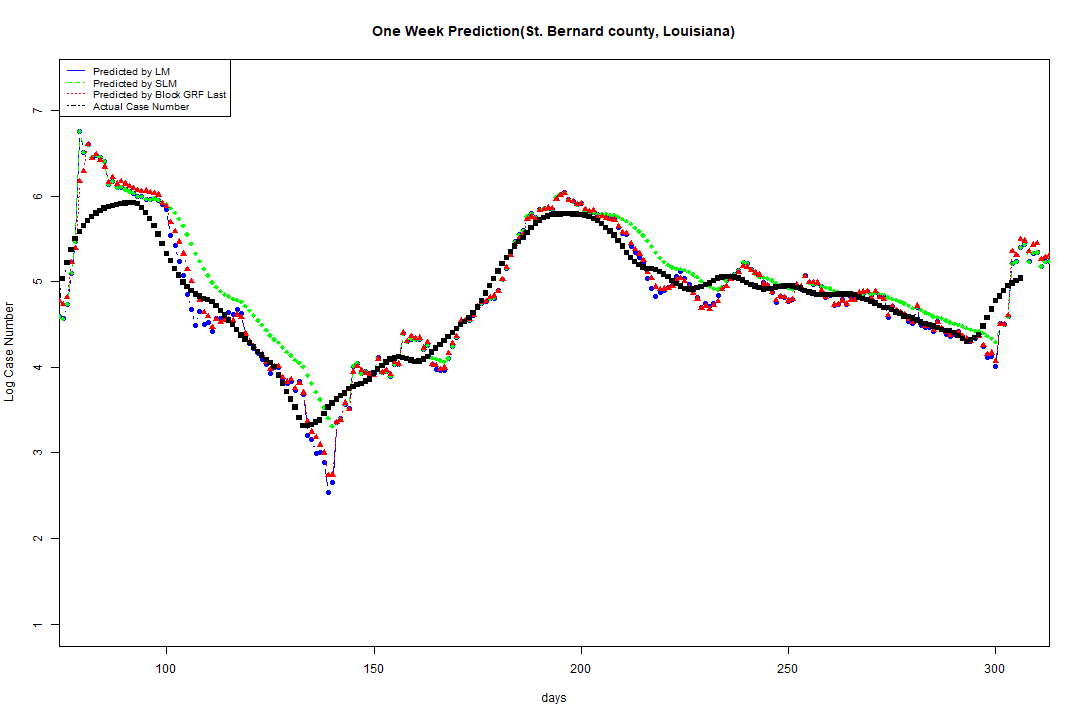 One Week Prediction(St. Bernard county, Louisiana)
Predicted by LM
Predicted by SLM
Predicted by Block GRF Last
Actual Case Number
7
6
5
4
3
2
1
Log Case Number
100 150 200 250 300
days